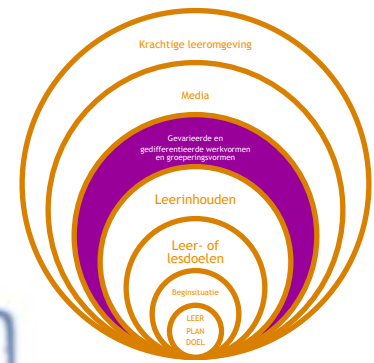 Krachtige leeromgeving
Media
Gevarieerde en
gedifferentieerde werkvormen
en groeperingsvormen
Leerinhouden
Leer- of
lesdoelen
Beginsituatie
LEER
PLAN
DOEL